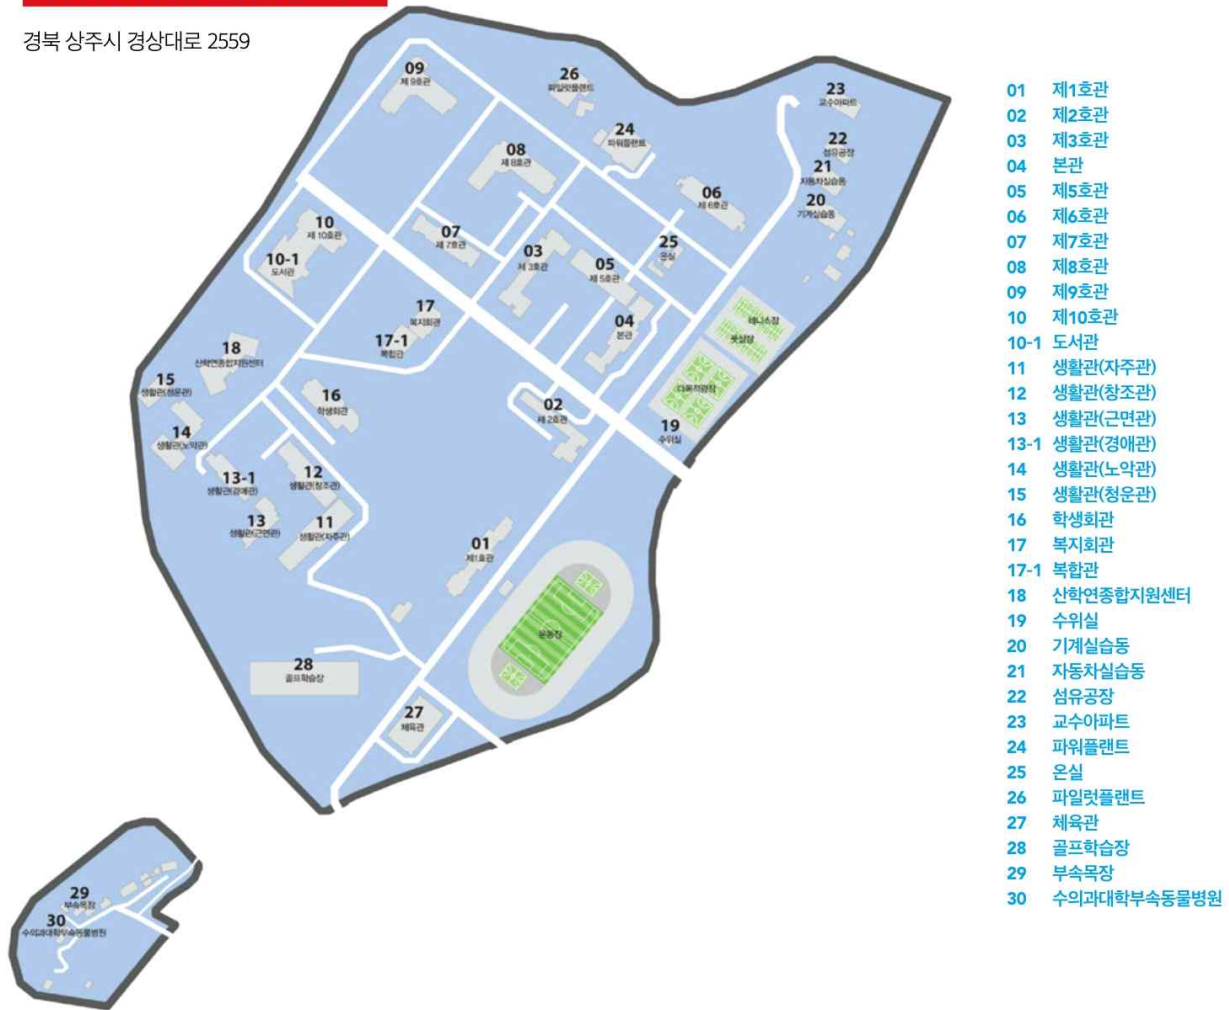 경북 상주시 경상대로 2559
09
제 9호관
26
파일럿플랜트
23
교수아파트
24
파워플랜트
22
섬유공장
08
제 8호관
21
자동차실습동
06
제 6호관
20
기계실습동
10
제 10호관
07
제 7호관
25
온실
03
제 3호관
10-1
도서관
05
제 5호관
17
복지회관
04
본관
테니스장
풋살장
17-1
복합관
18
산학연종합지원센터
15
생활관(청운관)
16
학생회관
다목적광장
02
제 2호관
14
생활관(노악관)
19
수위실
13-1
생활관(경애관)
12
생활관(창조관)
13
생활관(근면관)
11
생활관(자주관)
01
제1호관
운동장
28
골프학습장
27
체육관
29
부속목장
30
수의과대학부속동물병원
01 제1호관
02 제2호관
03 제3호관
04 본관
05 제5호관
06 제6호관
07 제7호관
08 제8호관
09 제9호관
10 제10호관
10-1 도서관
11 생활관(자주관)
12 생활관(창조관)
13 생활관(근면관)
13-1 생활관(경애관)
14 생활관(노악관)
15 생활관(청운관)
16 학생회관
17 복지회관
17-1 복합관
18 산학연종합지원센터
19 수위실
20 기계실습동
21 자동차실습동
22 섬유공장
23 교수아파트
24 파워플랜트
25 온실
26 파일럿플랜트
27 체육관
28 골프학습장
29 부속목장
30 수의과대학부속동물병원